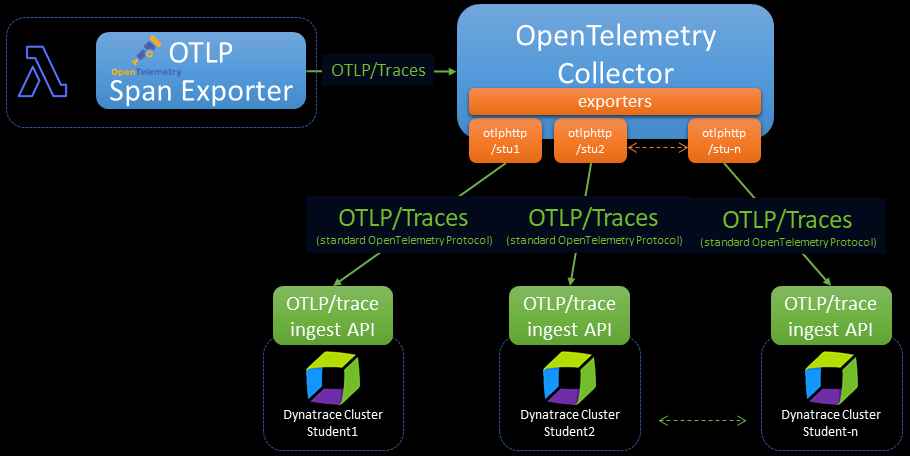 OTLP
OpenTelemetry
Span Exporter
OTLP/Traces
OpenTelemetry
Collector
exporters
otlphttp
/stu1
otlphttp
/stu2
otlphttp
/stu-n
OTLP/Traces
(standard OpenTelemetry Protocol)
OTLP/Traces
(standard OpenTelemetry Protocol)
OTLP/Traces
(standard OpenTelemetry Protocol)
OTLP/trace
ingest API
OTLP/trace
ingest API
OTLP/trace
ingest API
Dynatrace Cluster
Student1
Dynatrace Cluster
Student2
Dynatrace Cluster
Student-n